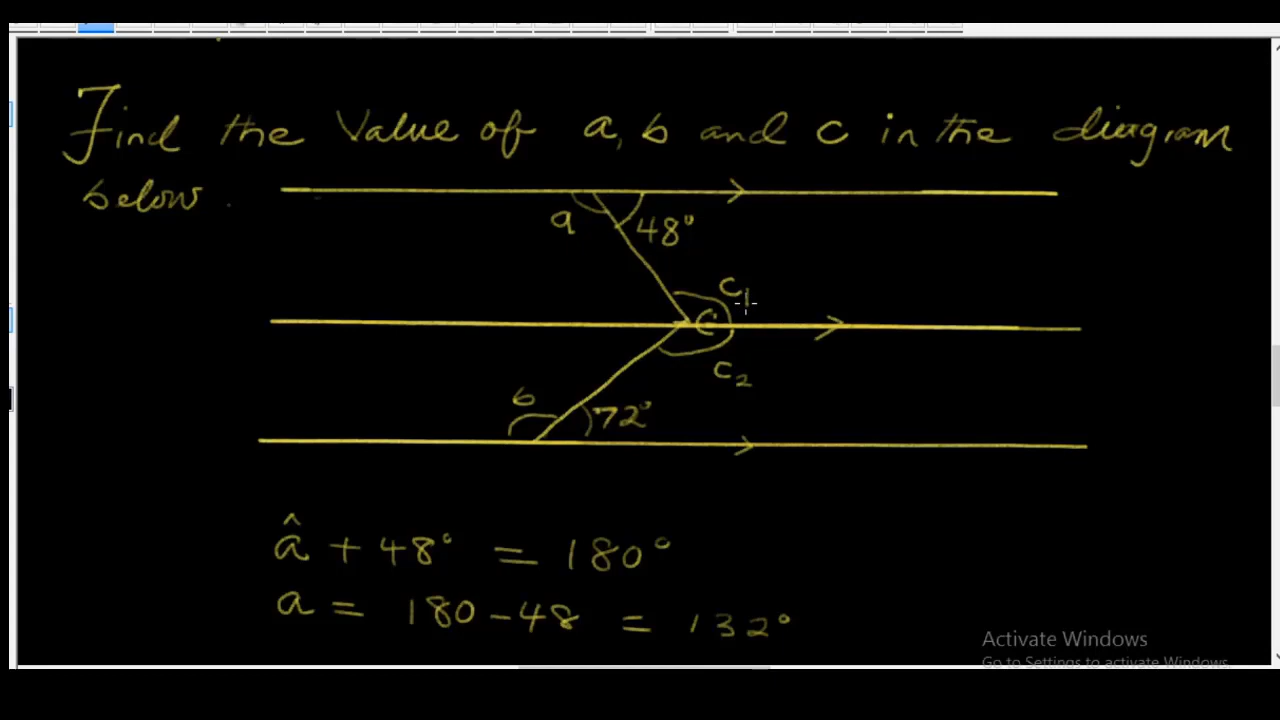 Find the Value of a, b and c in the diagram
below.
a 48°
c1
c
c2
b 72°
â + 48° = 180°
a = 180 - 48 = 132°
Activate Windows
Go to Settings to activate Windows.